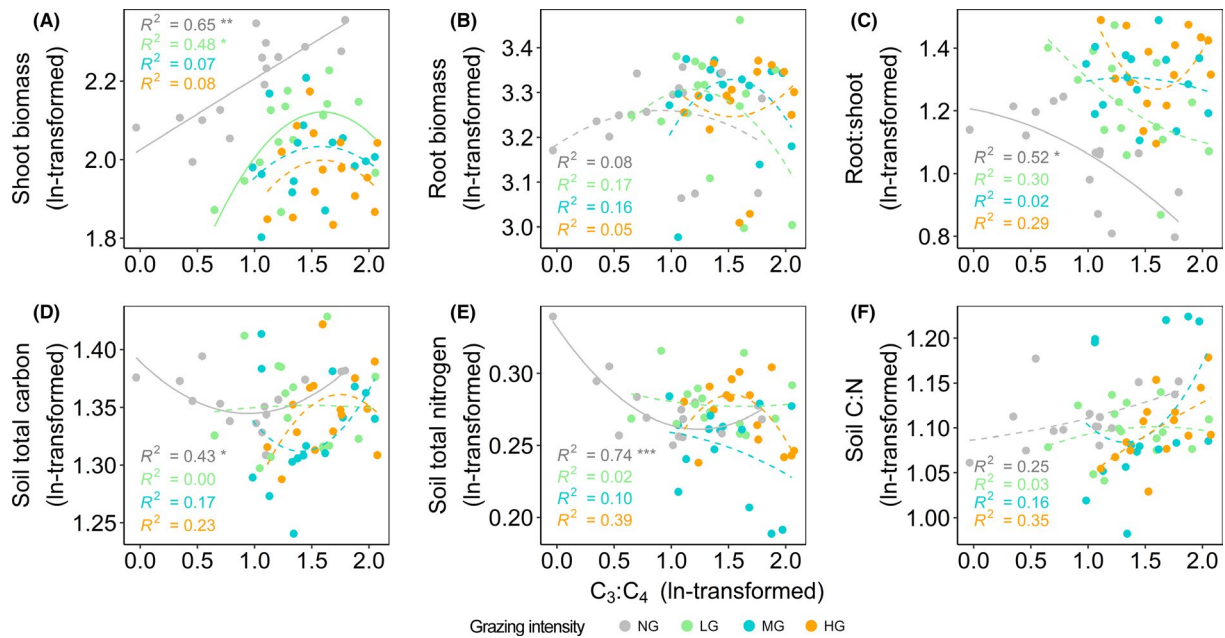 (A)
R² = 0.65 **
R² = 0.48 *
R² = 0.07
R² = 0.08
Shoot biomass
(ln-transformed)
2.2
2.0
1.8
0.0 0.5 1.0 1.5 2.0
(B)
R² = 0.08
R² = 0.17
R² = 0.16
R² = 0.05
Root biomass
(ln-transformed)
3.4
3.3
3.2
3.1
3.0
0.0 0.5 1.0 1.5 2.0
(C)
R² = 0.52 *
R² = 0.30
R² = 0.02
R² = 0.29
Root:shoot
(ln-transformed)
1.4
1.2
1.0
0.8
0.0 0.5 1.0 1.5 2.0
(D)
R² = 0.43 *
R² = 0.00
R² = 0.17
R² = 0.23
Soil total carbon
(ln-transformed)
1.40
1.35
1.30
1.25
0.0 0.5 1.0 1.5 2.0
(E)
R² = 0.74 ***
R² = 0.02
R² = 0.10
R² = 0.39
Soil total nitrogen
(ln-transformed)
0.30
0.25
0.20
0.0 0.5 1.0 1.5 2.0
(F)
R² = 0.25
R² = 0.03
R² = 0.16
R² = 0.35
Soil C:N
(ln-transformed)
1.20
1.15
1.10
1.05
1.00
0.0 0.5 1.0 1.5 2.0
C₃:C₄ (ln-transformed)
Grazing intensity NG LG MG HG